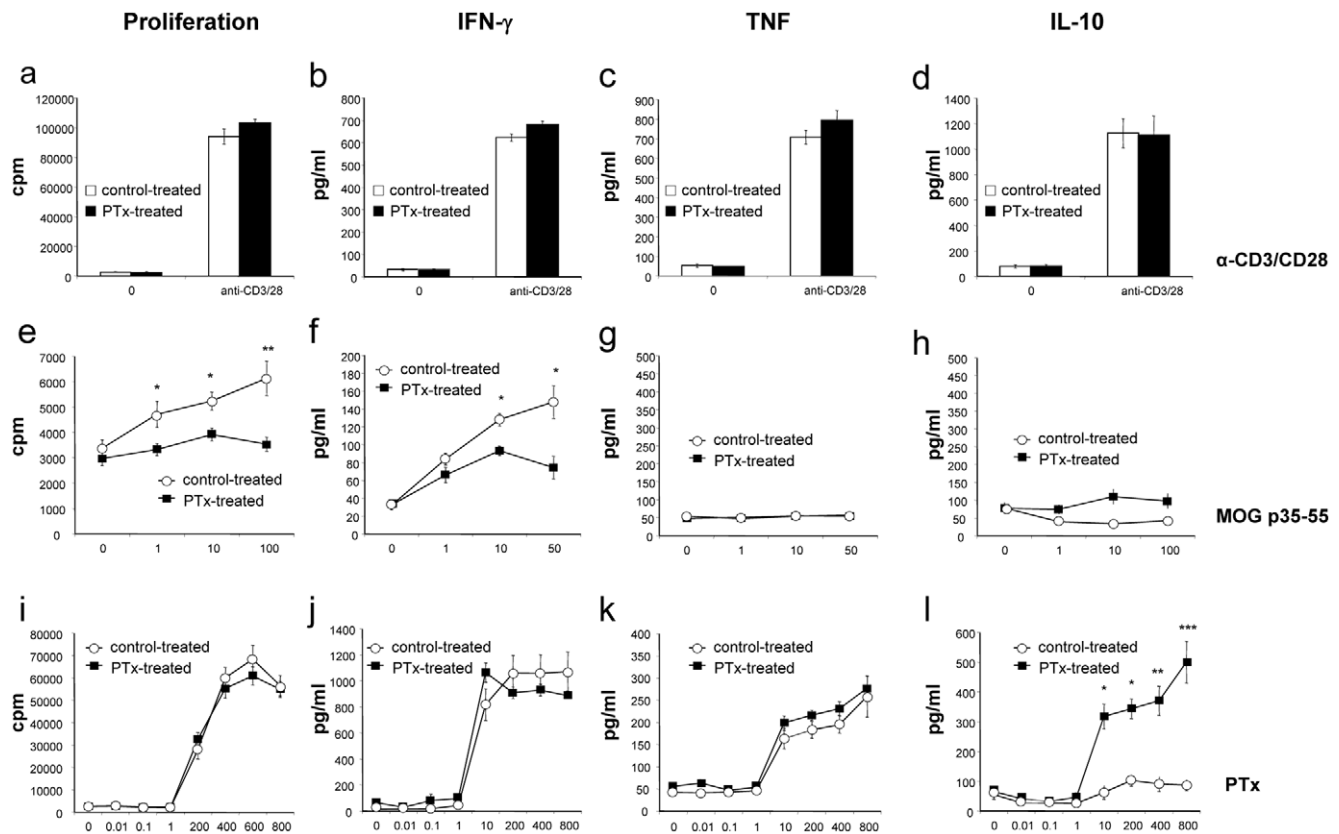 Proliferation IFN-γ TNF IL-10
a
120000
100000
80000
60000
40000
20000
0
cpm
control-treated
PTx-treated
0 anti-CD3/28
b
800
700
600
500
400
300
200
100
0
pg/ml
control-treated
PTx-treated
0 anti-CD3/28
c
900
800
700
600
500
400
300
200
100
0
pg/ml
control-treated
PTx-treated
0 anti-CD3/28
d
1400
1200
1000
800
600
400
200
0
pg/ml
control-treated
PTx-treated
0 anti-CD3/28
α-CD3/CD28
e
7000
6000
5000
4000
3000
2000
1000
0
cpm
* * **
control-treated
PTx-treated
0 1 10 100
f
200
180
160
140
120
100
80
60
40
20
0
pg/ml
control-treated
PTx-treated
* *
0 1 10 50
g
500
450
400
350
300
250
200
150
100
50
0
pg/ml
control-treated
PTx-treated
0 1 10 50
h
500
450
400
350
300
250
200
150
100
50
0
pg/ml
control-treated
PTx-treated
0 1 10 100
MOG p35-55
i
80000
70000
60000
50000
40000
30000
20000
10000
0
cpm
control-treated
PTx-treated
0 0.01 0.1 1 200 400 600 800
j
1400
1200
1000
800
600
400
200
0
pg/ml
control-treated
PTx-treated
0 0.01 0.1 1 10 200 400 800
k
400
350
300
250
200
150
100
50
0
pg/ml
control-treated
PTx-treated
0 0.01 0.1 1 10 200 400 800
l
600
500
400
300
200
100
0
pg/ml
control-treated
PTx-treated
* * ** ***
0 0.01 0.1 1 10 200 400 800
PTx